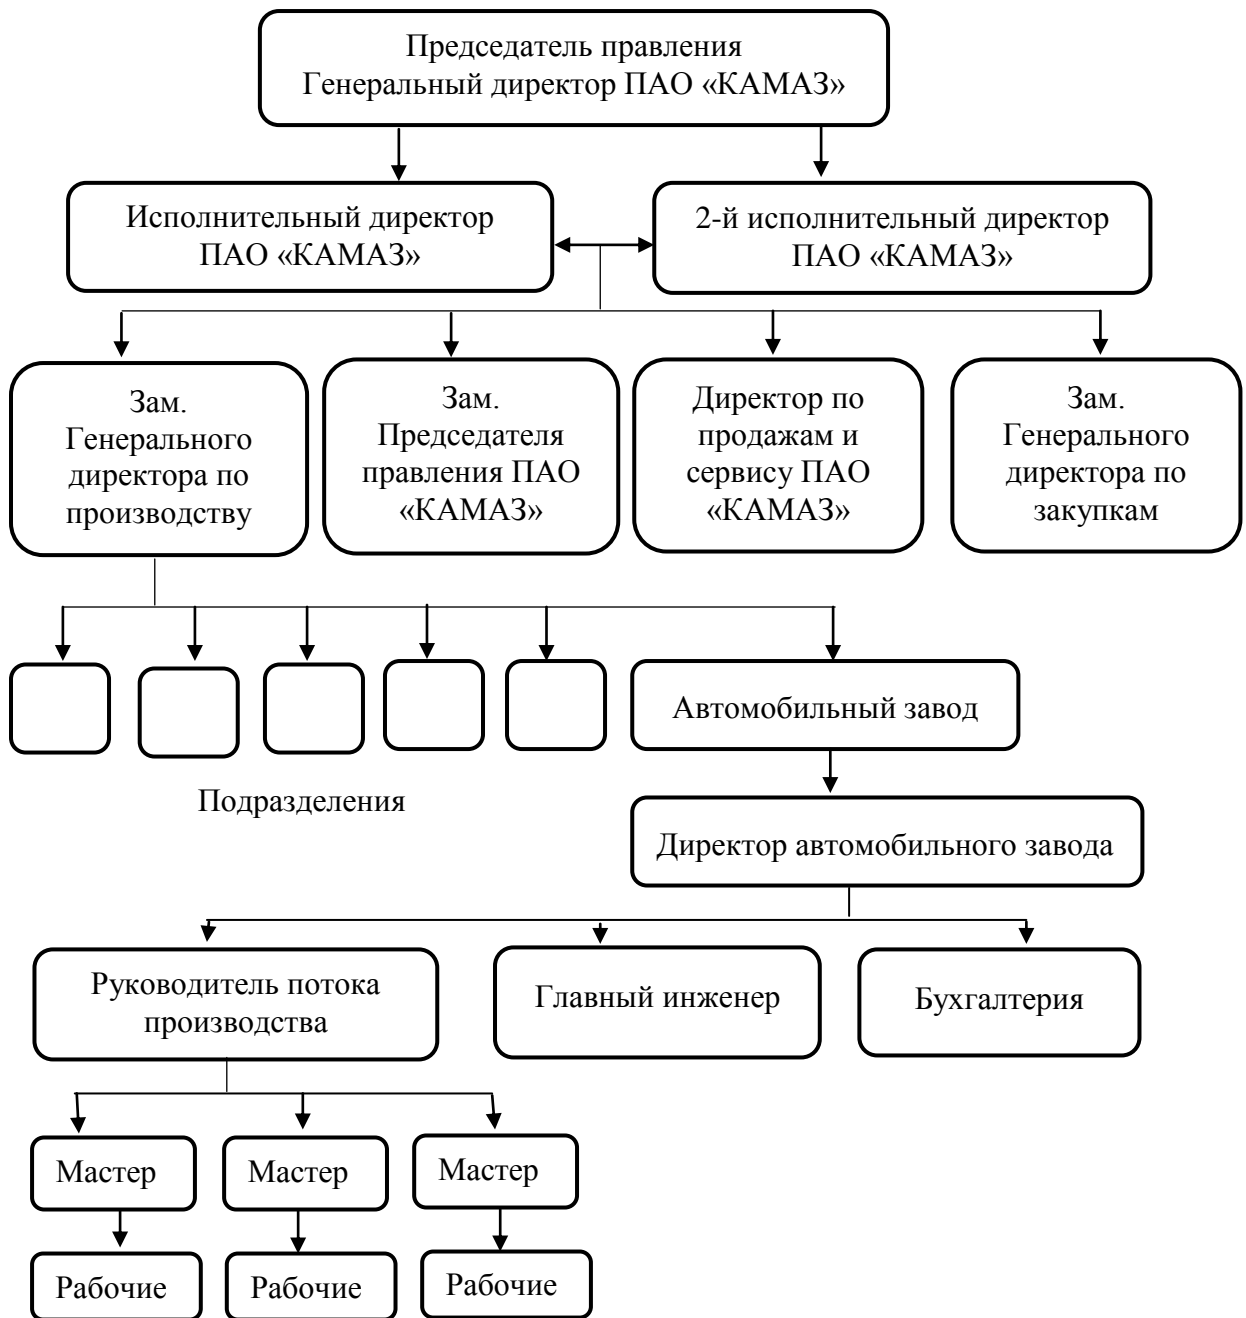 Председатель правления
Генеральный директор ПАО «КАМАЗ»
Исполнительный директор
ПАО «КАМАЗ»
2-й исполнительный директор
ПАО «КАМАЗ»
Зам.
Генерального
директора по
производству
Зам.
Председателя
правления ПАО
«КАМАЗ»
Директор по
продажам и
сервису ПАО
«КАМАЗ»
Зам.
Генерального
директора по
закупкам
Автомобильный завод
Подразделения
Директор автомобильного завода
Руководитель потока
производства
Главный инженер
Бухгалтерия
Мастер
Мастер
Мастер
Рабочие
Рабочие
Рабочие